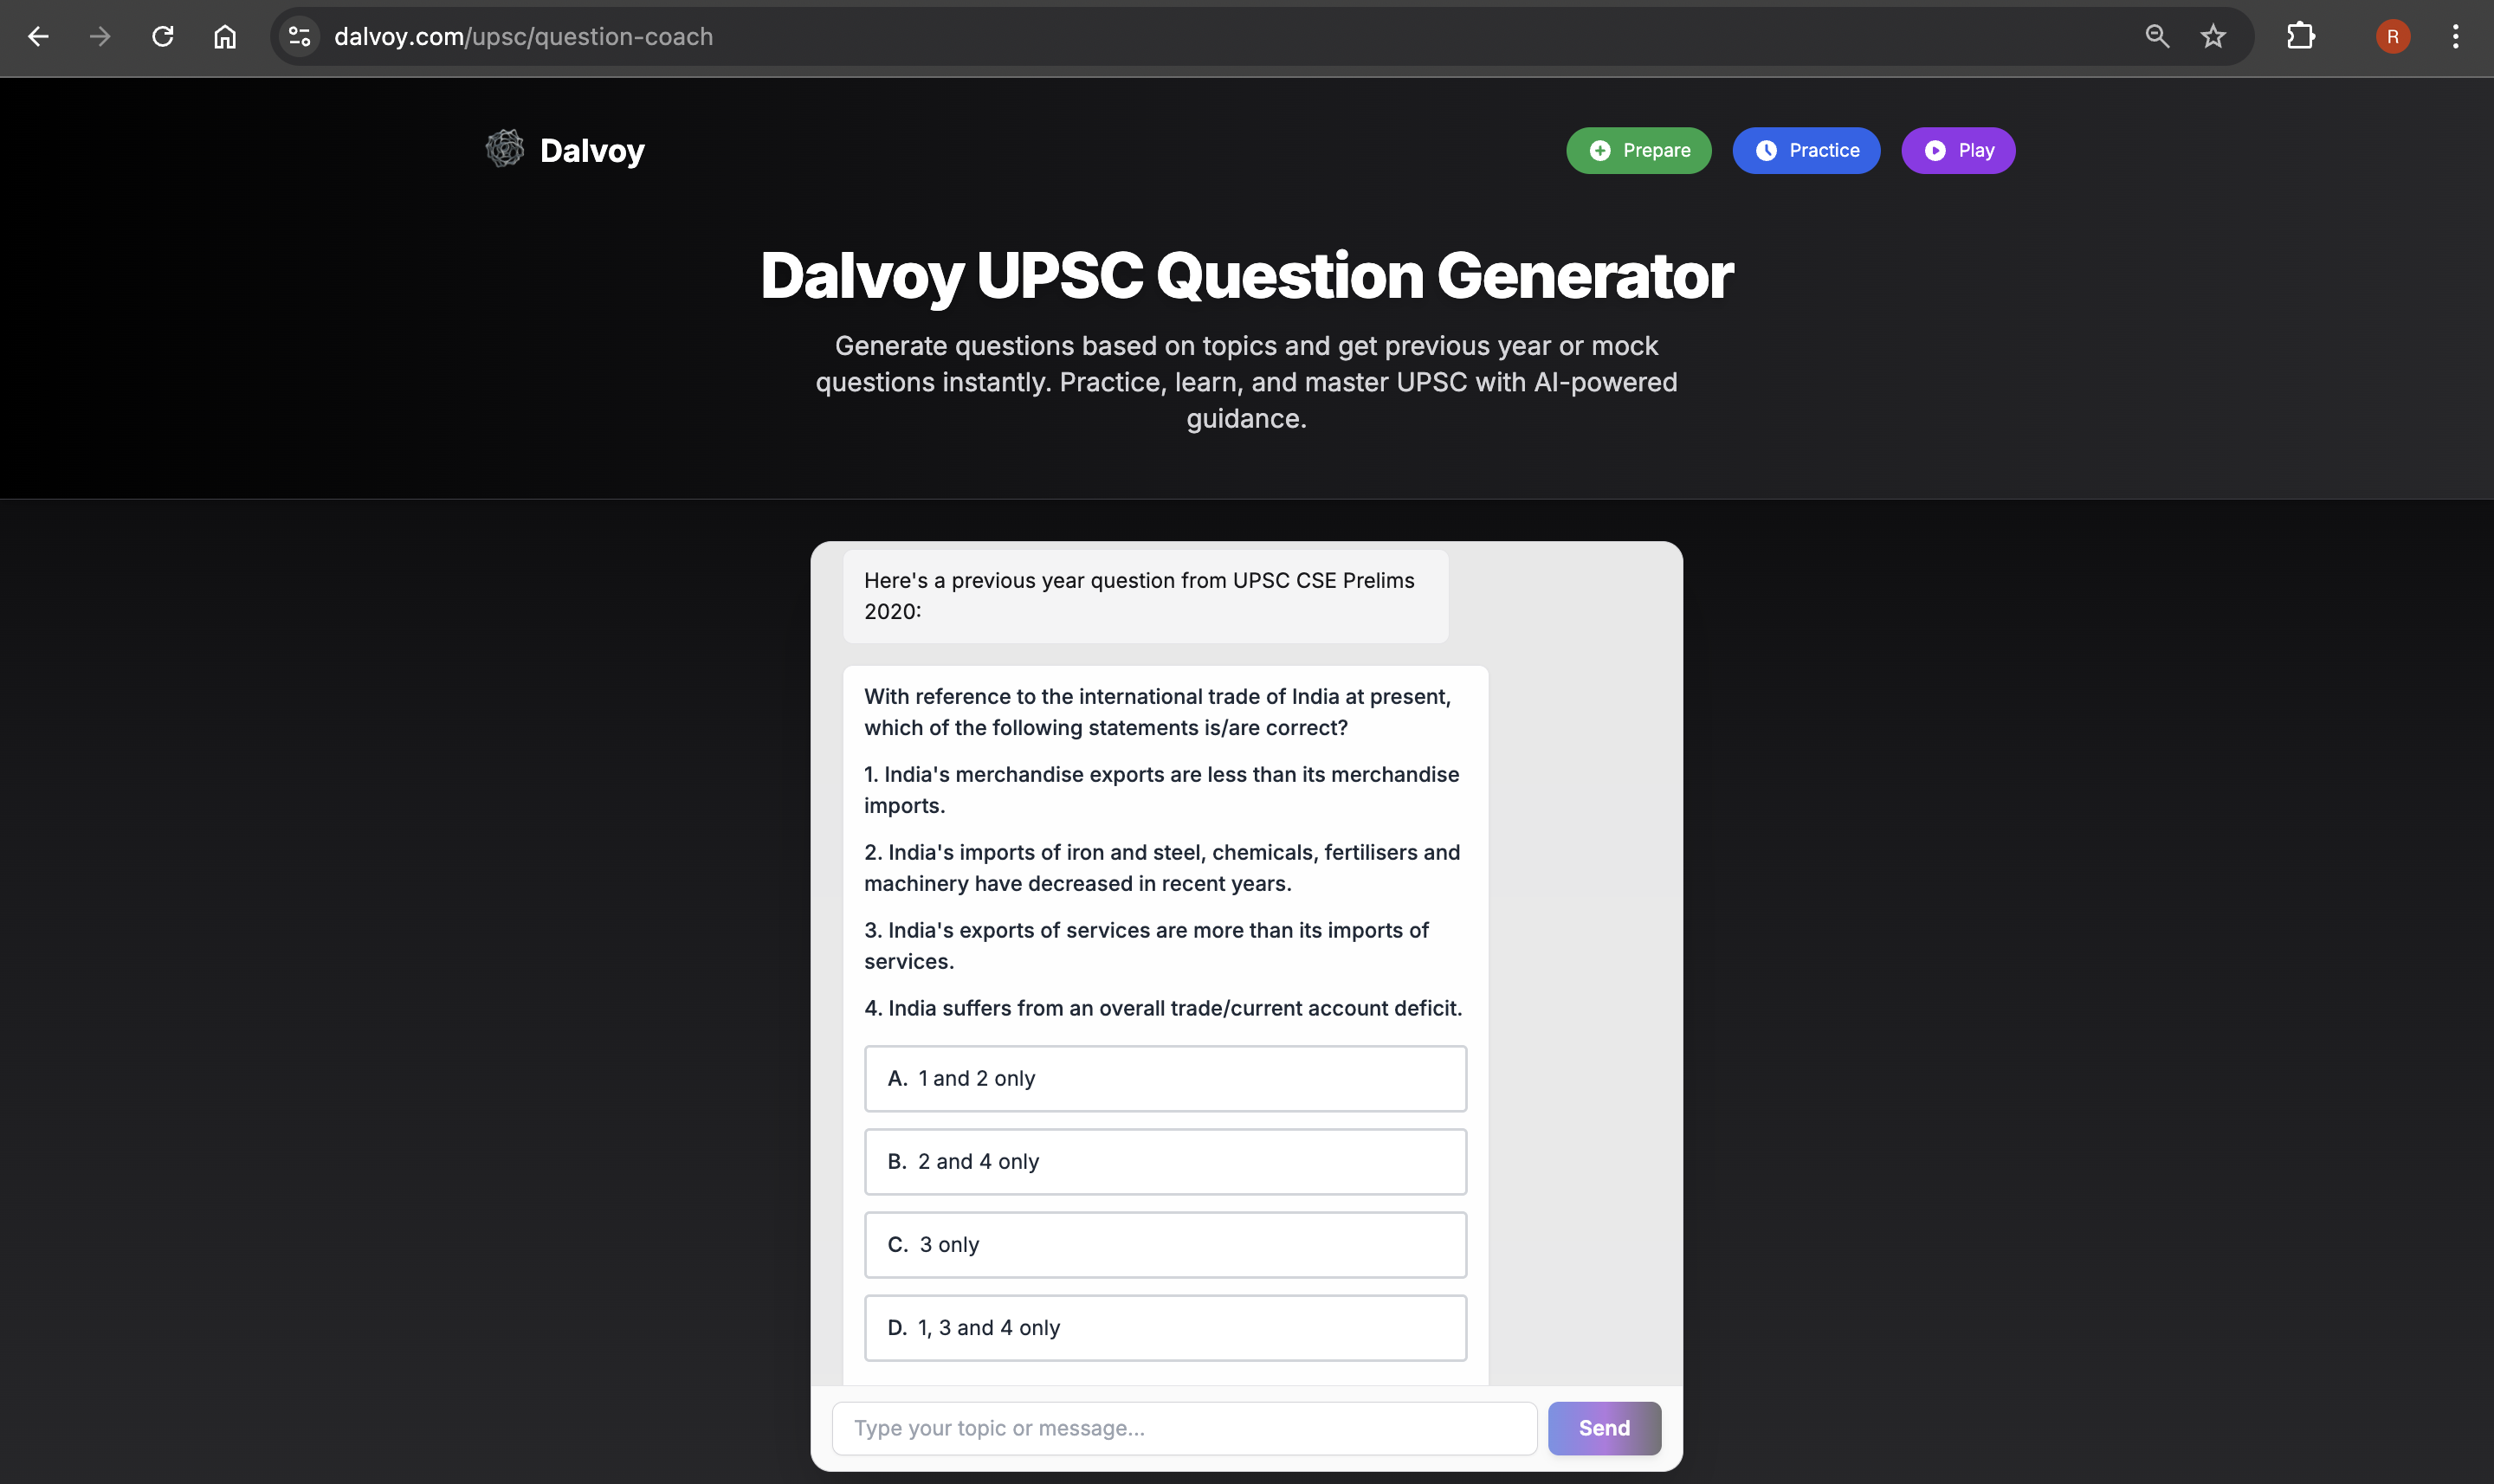 dalvoy.com/upsc/question-coach
R
Dalvoy
Prepare
Practice
Play
Dalvoy UPSC Question Generator
Generate questions based on topics and get previous year or mock
questions instantly. Practice, learn, and master UPSC with AI-powered
guidance.
Here's a previous year question from UPSC CSE Prelims
2020:
With reference to the international trade of India at present,
which of the following statements is/are correct?
1. India's merchandise exports are less than its merchandise
imports.
2. India's imports of iron and steel, chemicals, fertilisers and
machinery have decreased in recent years.
3. India's exports of services are more than its imports of
services.
4. India suffers from an overall trade/current account deficit.
A. 1 and 2 only
B. 2 and 4 only
C. 3 only
D. 1, 3 and 4 only
Type your topic or message...
Send